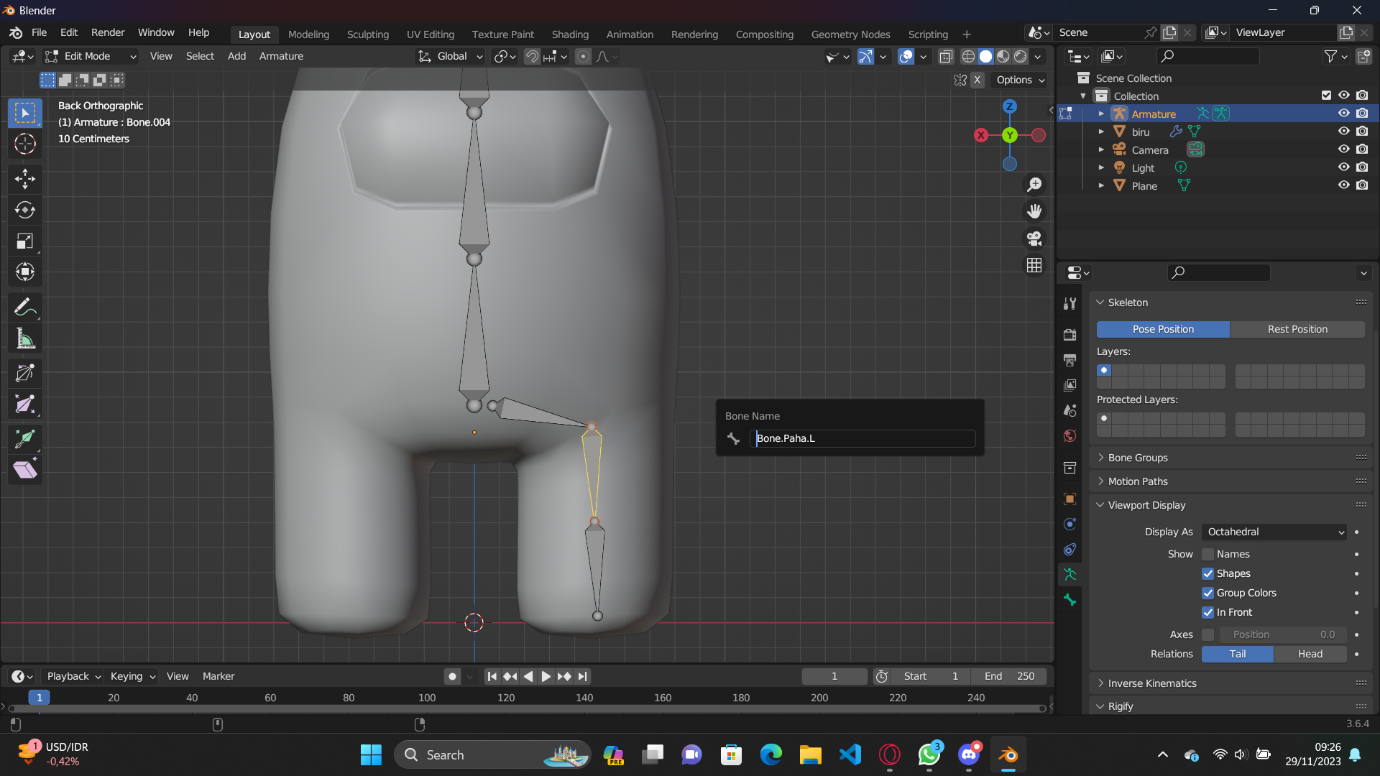 Blender
File Edit Render Window Help
Layout Modeling Sculpting UV Editing Texture Paint Shading Animation Rendering Compositing Geometry Nodes Scripting +
Scene
ViewLayer
Edit Mode View Select Add Armature
Global
X Options
Back Orthographic
(1) Armature : Bone.004
10 Centimeters
Z
X
Y
Scene Collection
Collection
Armature
biru
Camera
Light
Plane
Bone Name
Bone.Paha.L
Skeleton
Pose Position Rest Position
Layers:
Protected Layers:
Bone Groups
Motion Paths
Viewport Display
Display As Octahedral
Show Names
Shapes
Group Colors
In Front
Axes Position 0.0
Relations Tail Head
Inverse Kinematics
Rigify
Playback Keying View Marker
1 Start 1 End 250
1 20 40 60 80 100 120 140 160 180 200 220 240
3.6.4
1
USD/IDR
-0,42%
Search
PRE
3
09:26
29/11/2023